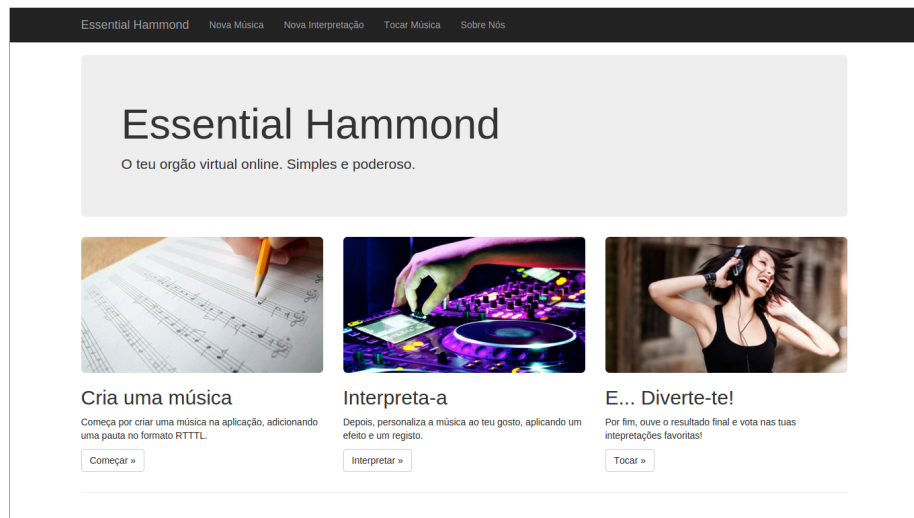 Essential Hammond Nova Música Nova Interpretação Tocar Música Sobre Nós
Essential Hammond
O teu orgão virtual online. Simples e poderoso.
Cria uma música
Começa por criar uma música na aplicação, adicionando
uma pauta no formato RTTTL.
Começar »
Interpreta-a
Depois, personaliza a música ao teu gosto, aplicando um
efeito e um registo.
Interpretar »
E... Diverte-te!
Por fim, ouve o resultado final e vota nas tuas
intepretações favoritas!
Tocar »